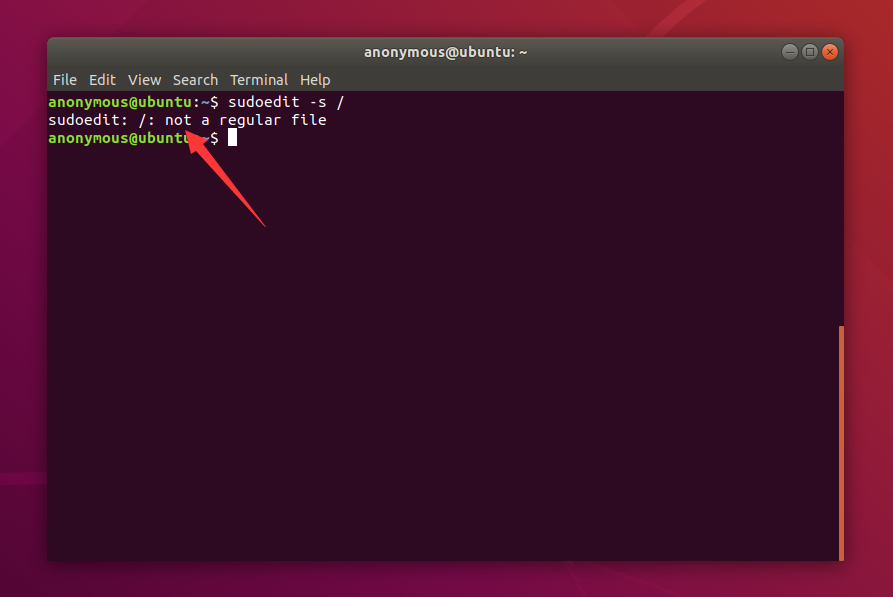 anonymous@ubuntu: ~
File Edit View Search Terminal Help
anonymous@ubuntu:~$ sudoedit -s /
sudoedit: /: not a regular file
anonymous@ubuntu:~$